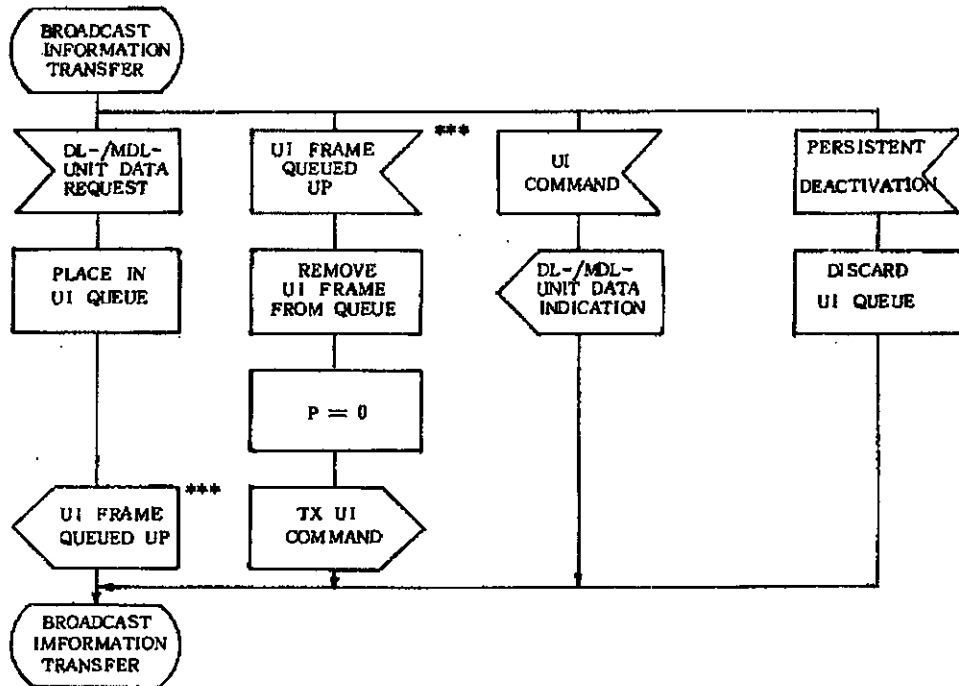 BROADCAST
INFORMATION
TRANSFER
DL-/MDL-
UNIT DATA
REQUEST
UI FRAME
QUEUED
UP
***
UI
COMMAND
PERSISTENT
DEACTIVATION
PLACE IN
UI QUEUE
REMOVE
UI FRAME
FROM QUEUE
DL-/MDL-
UNIT DATA
INDICATION
DISCARD
UI QUEUE
P = 0
UI FRAME
QUEUED UP
***
TX UI
COMMAND
BROADCAST
IMFORMATION
TRANSFER